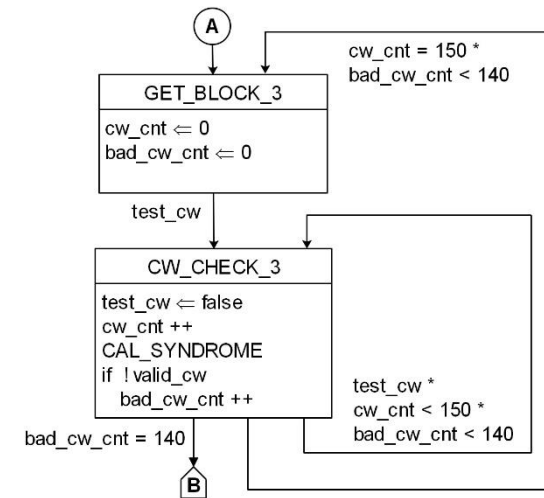 A
cw_cnt = 150 *
bad_cw_cnt < 140
GET_BLOCK_3
cw_cnt ⇐ 0
bad_cw_cnt ⇐ 0
test_cw
CW_CHECK_3
test_cw ⇐ false
cw_cnt ++
CAL_SYNDROME
if !valid_cw
bad_cw_cnt ++
test_cw *
cw_cnt < 150 *
bad_cw_cnt < 140
bad_cw_cnt = 140
B